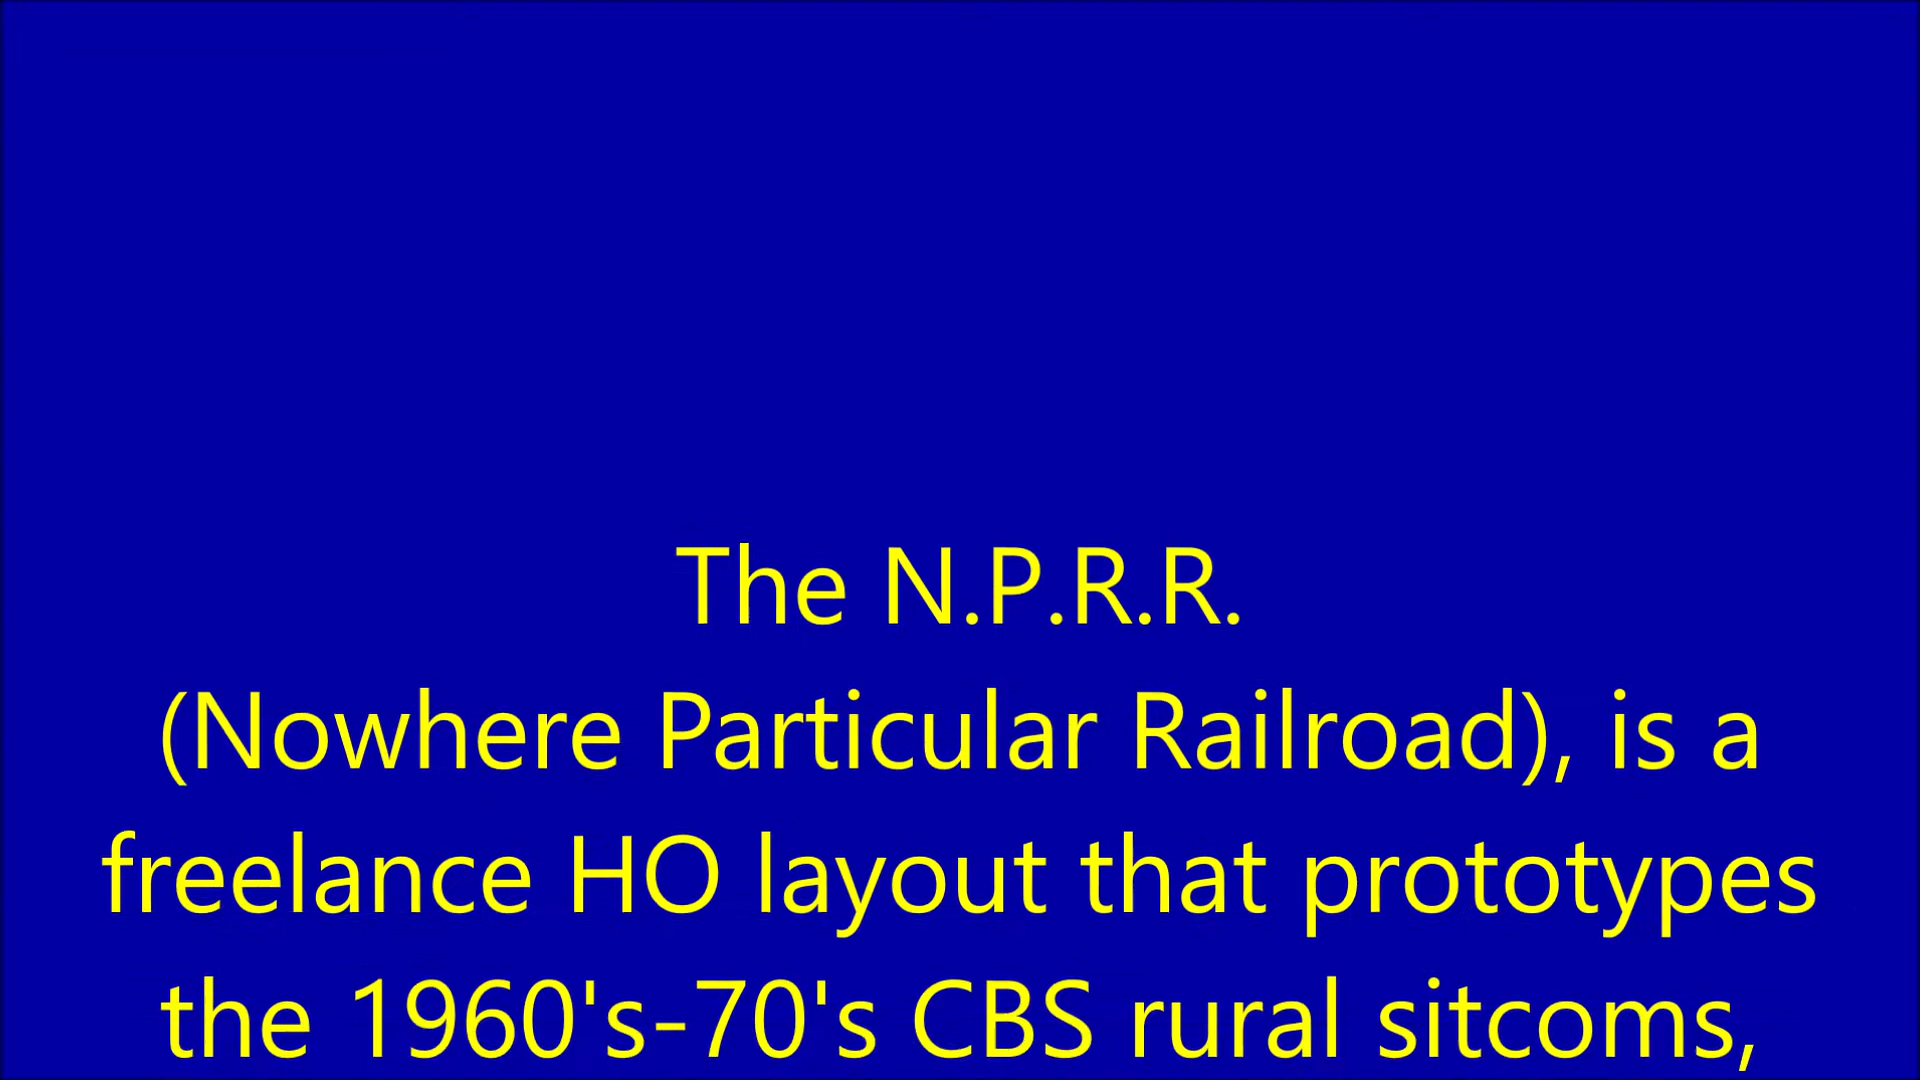 The N.P.R.R.
(Nowhere Particular Railroad), is a
freelance HO layout that prototypes
the 1960's-70's CBS rural sitcoms,